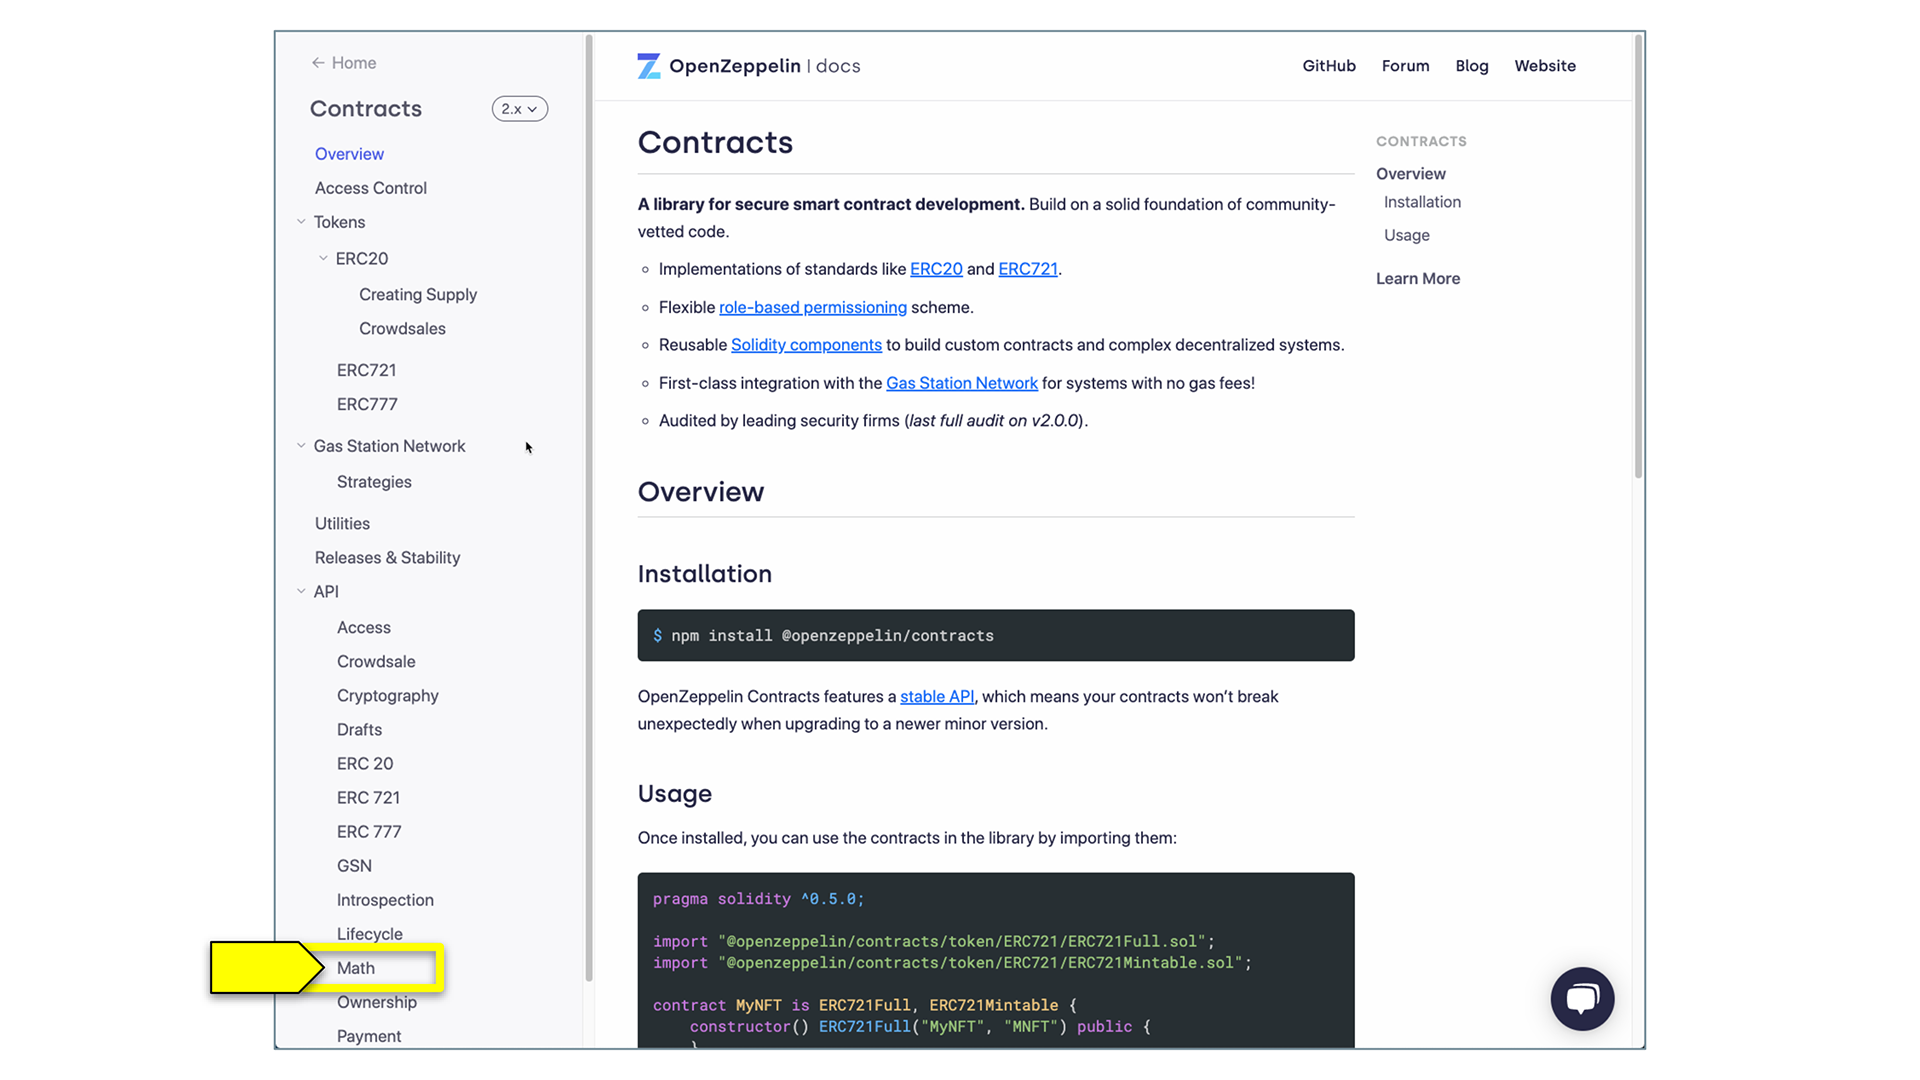 Home
Contracts
2.x
Overview
Access Control
Tokens
ERC20
Creating Supply
Crowdsales
ERC721
ERC777
Gas Station Network
Strategies
Utilities
Releases & Stability
API
Access
Crowdsale
Cryptography
Drafts
ERC 20
ERC 721
ERC 777
GSN
Introspection
Lifecycle
Math
Ownership
Payment
OpenZeppelin | docs
GitHub Forum Blog Website
Contracts
A library for secure smart contract development. Build on a solid foundation of community-
vetted code.
Implementations of standards like ERC20 and ERC721.
Flexible role-based permissioning scheme.
Reusable Solidity components to build custom contracts and complex decentralized systems.
First-class integration with the Gas Station Network for systems with no gas fees!
Audited by leading security firms (last full audit on v2.0.0).
Overview
Installation
$ npm install @openzeppelin/contracts
OpenZeppelin Contracts features a stable API, which means your contracts won’t break
unexpectedly when upgrading to a newer minor version.
Usage
Once installed, you can use the contracts in the library by importing them:
pragma solidity ^0.5.0;
import "@openzeppelin/contracts/token/ERC721/ERC721Full.sol";
import "@openzeppelin/contracts/token/ERC721/ERC721Mintable.sol";
contract MyNFT is ERC721Full, ERC721Mintable {
constructor() ERC721Full("MyNFT", "MNFT") public {
}
CONTRACTS
Overview
Installation
Usage
Learn More